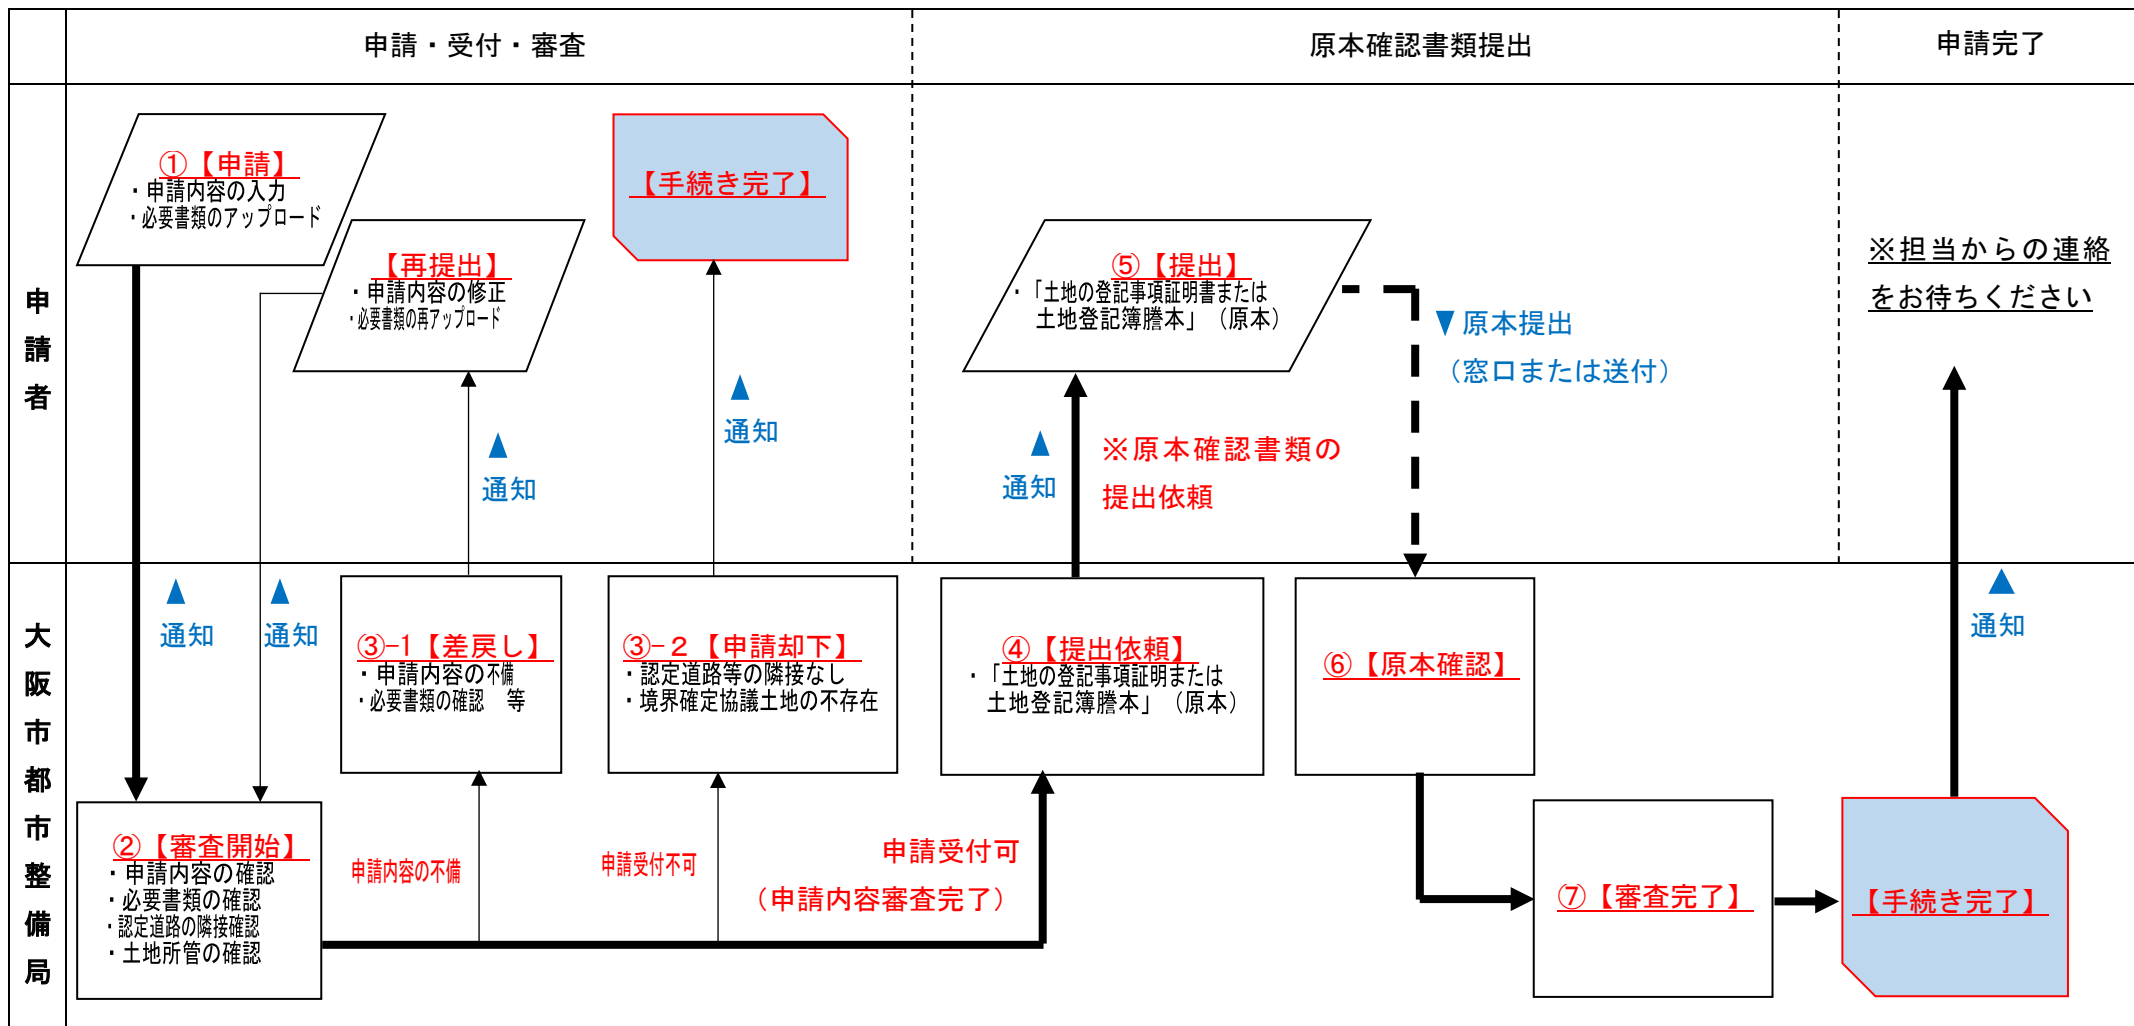 申請・受付・審査
原本確認書類提出
申請完了
申請者
①【申請】
・申請内容の入力
・必要書類のアップロード
【再提出】
・申請内容の修正
・必要書類の再アップロード
【手続き完了】
⑤【提出】
・「土地の登記事項証明書または
土地登記簿謄本」（原本）
▼原本提出
（窓口または送付）
※担当からの連絡
をお待ちください
▲
通知
▲
通知
▲
通知
※原本確認書類の
提出依頼
大阪市都市整備局
▲
通知
▲
通知
③-1【差戻し】
・申請内容の不備
・必要書類の確認　等
③-２【申請却下】
・認定道路等の隣接なし
・境界確定協議土地の不存在
④【提出依頼】
・「土地の登記事項証明または
土地登記簿謄本」（原本）
⑥【原本確認】
▲
通知
②【審査開始】
・申請内容の確認
・必要書類の確認
・認定道路の隣接確認
・土地所管の確認
申請内容の不備
申請受付不可
申請受付可
（申請内容審査完了）
⑦【審査完了】
【手続き完了】